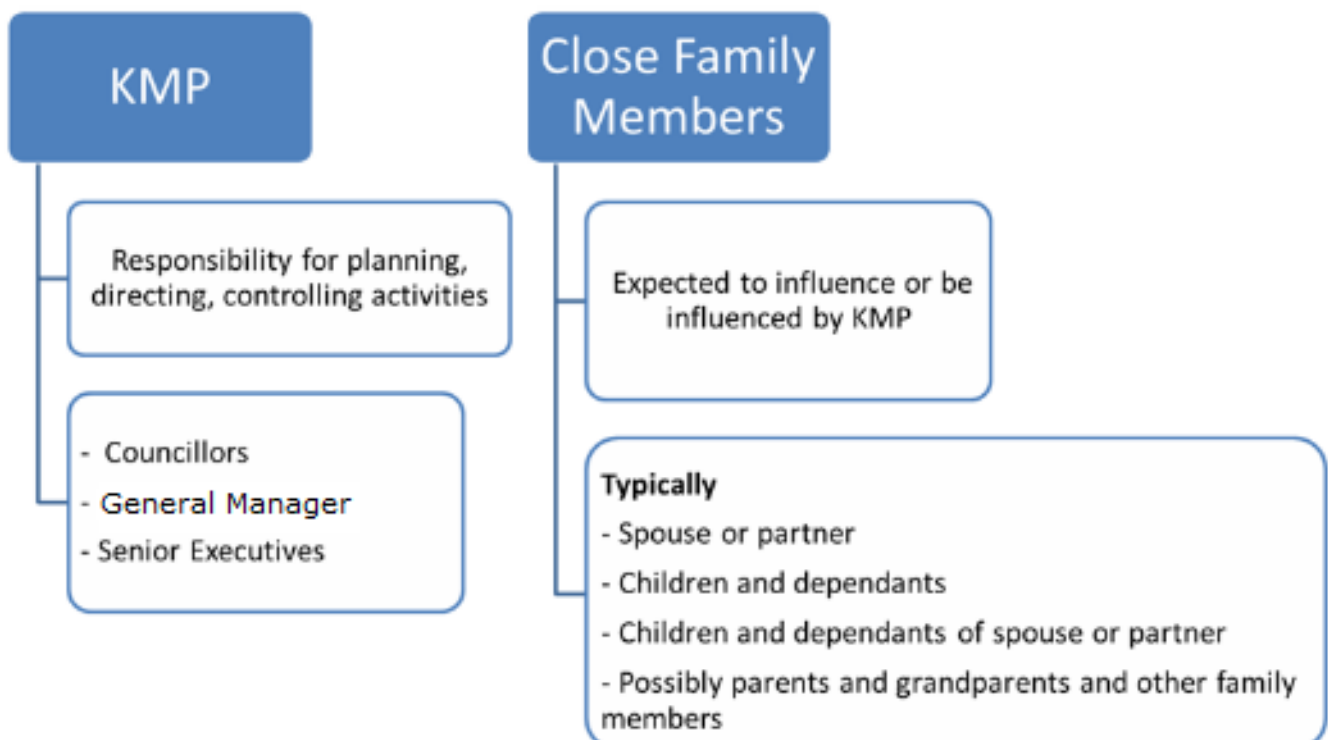 KMP
Responsibility for planning,
directing, controlling activities
- Councillors
- General Manager
- Senior Executives
Close Family
Members
Expected to influence or be
influenced by KMP
Typically
- Spouse or partner
- Children and dependants
- Children and dependants of spouse or partner
- Possibly parents and grandparents and other family
members